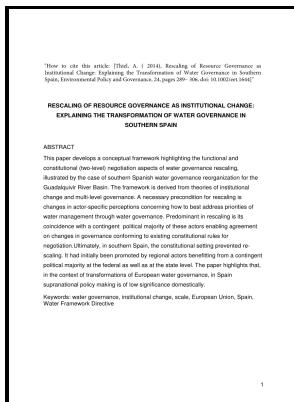 "How to cite this article: [Thiel, A. ( 2014), Rescaling of Resource Governance as
Institutional Change: Explaining the Transformation of Water Governance in Southern
Spain, Environmental Policy and Governance, 24, pages 289– 306, doi: 10.1002/eet.1644]"
RESCALING OF RESOURCE GOVERNANCE AS INSTITUTIONAL CHANGE:
EXPLAINING THE TRANSFORMATION OF WATER GOVERNANCE IN
SOUTHERN SPAIN
ABSTRACT
This paper develops a conceptual framework highlighting the functional and
constitutional (two-level) negotiation aspects of water governance rescaling,
illustrated by the case of southern Spanish water governance reorganization for the
Guadalquivir River Basin. The framework is derived from theories of institutional
change and multi-level governance. A necessary precondition for rescaling is
changes in actor-specific perceptions concerning how to best address priorities of
water management through water governance. Predominant in rescaling is its
coincidence with a contingent political majority of these actors enabling agreement
on changes in governance conforming to existing constitutional rules for
negotiation.Ultimately, in southern Spain, the constitutional setting prevented re-
scaling. It had initially been promoted by regional actors benefitting from a contingent
political majority at the federal as well as at the state level. The paper highlights that,
in the context of transformations of European water governance, in Spain
supranational policy making is of low significance domestically.
Keywords: water governance, institutional change, scale, European Union, Spain,
Water Framework Directive
1